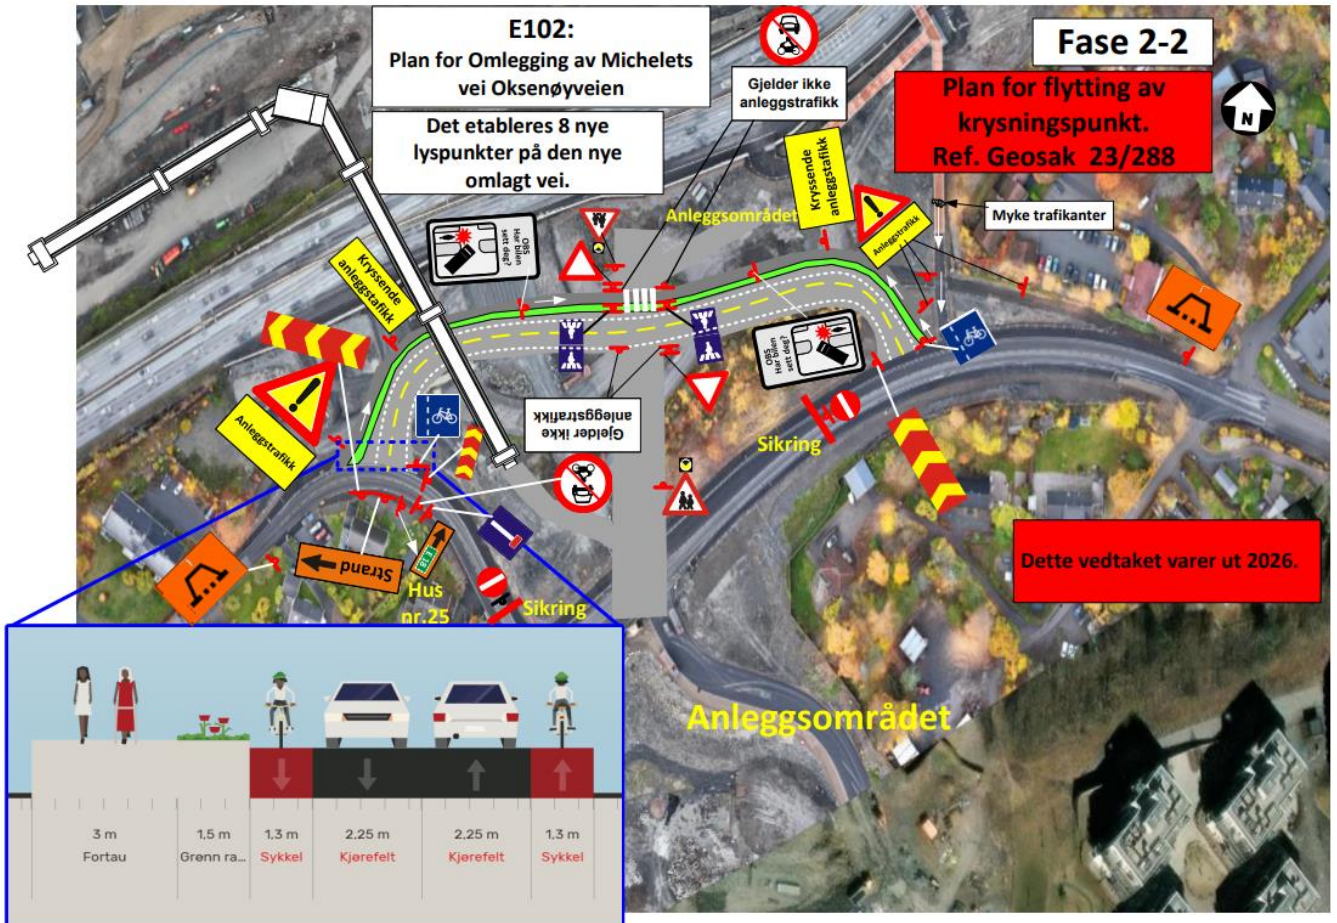 E102:
Plan for Omlegging av Michelets
vei Oksenøyveien
Det etableres 8 nye
lyspunkter på den nye
omlagt vei.
Gjelder ikke
anleggstrafikk
Fase 2-2
Plan for flytting av
krysningspunkt.
Ref. Geosak 23/288
N
Myke trafikanter
Kryssende
anleggstafikk
Anleggstrafikk
Anleggsområdet
OBS
Har bilen
sett deg?
Kryssende
anleggstafikk
Anleggstrafikk
OBS
Har bilen
sett deg?
Gjelder ikke
anleggstrafikk
Sikring
Strand
E 18
Hus
nr.25
Sikring
Dette vedtaket varer ut 2026.
Anleggsområdet
3 m
Fortau
1,5 m
Grønn ra...
1,3 m
Sykkel
2,25 m
Kjørefelt
2,25 m
Kjørefelt
1,3 m
Sykkel